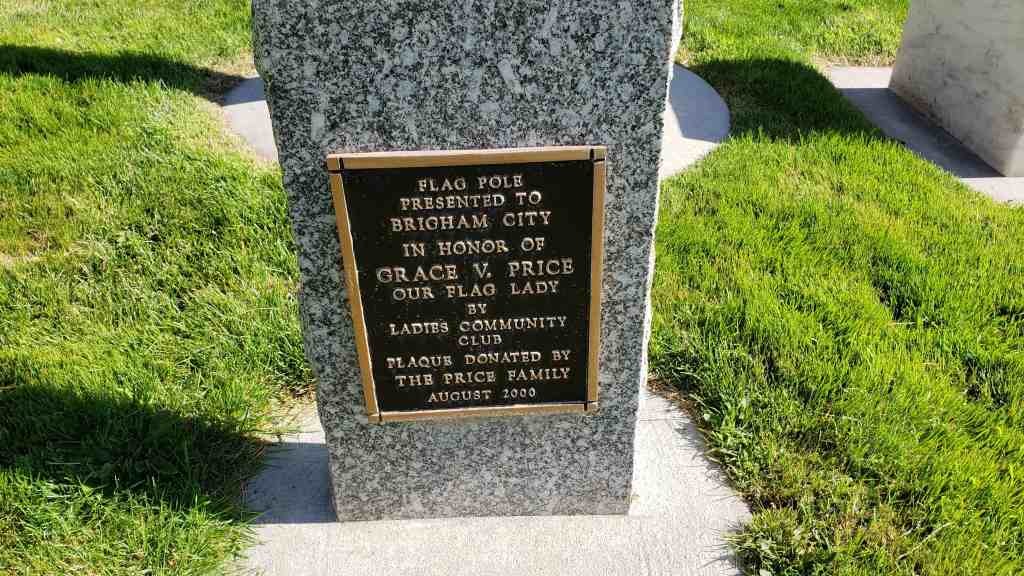 FLAG POLE
PRESENTED TO
BRIGHAM CITY
IN HONOR OF
GRACE V. PRICE
OUR FLAG LADY
BY
LADIES COMMUNITY
CLUB
PLAQUE DONATED BY
THE PRICE FAMILY
AUGUST 2000